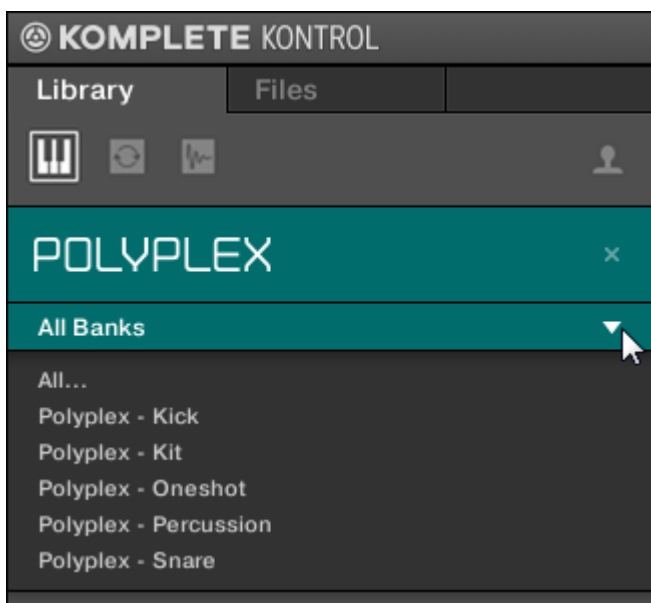 KOMPLETE KONTROL
Library Files
POLYPLEX
All Banks
All...
Polyplex - Kick
Polyplex - Kit
Polyplex - Oneshot
Polyplex - Percussion
Polyplex - Snare